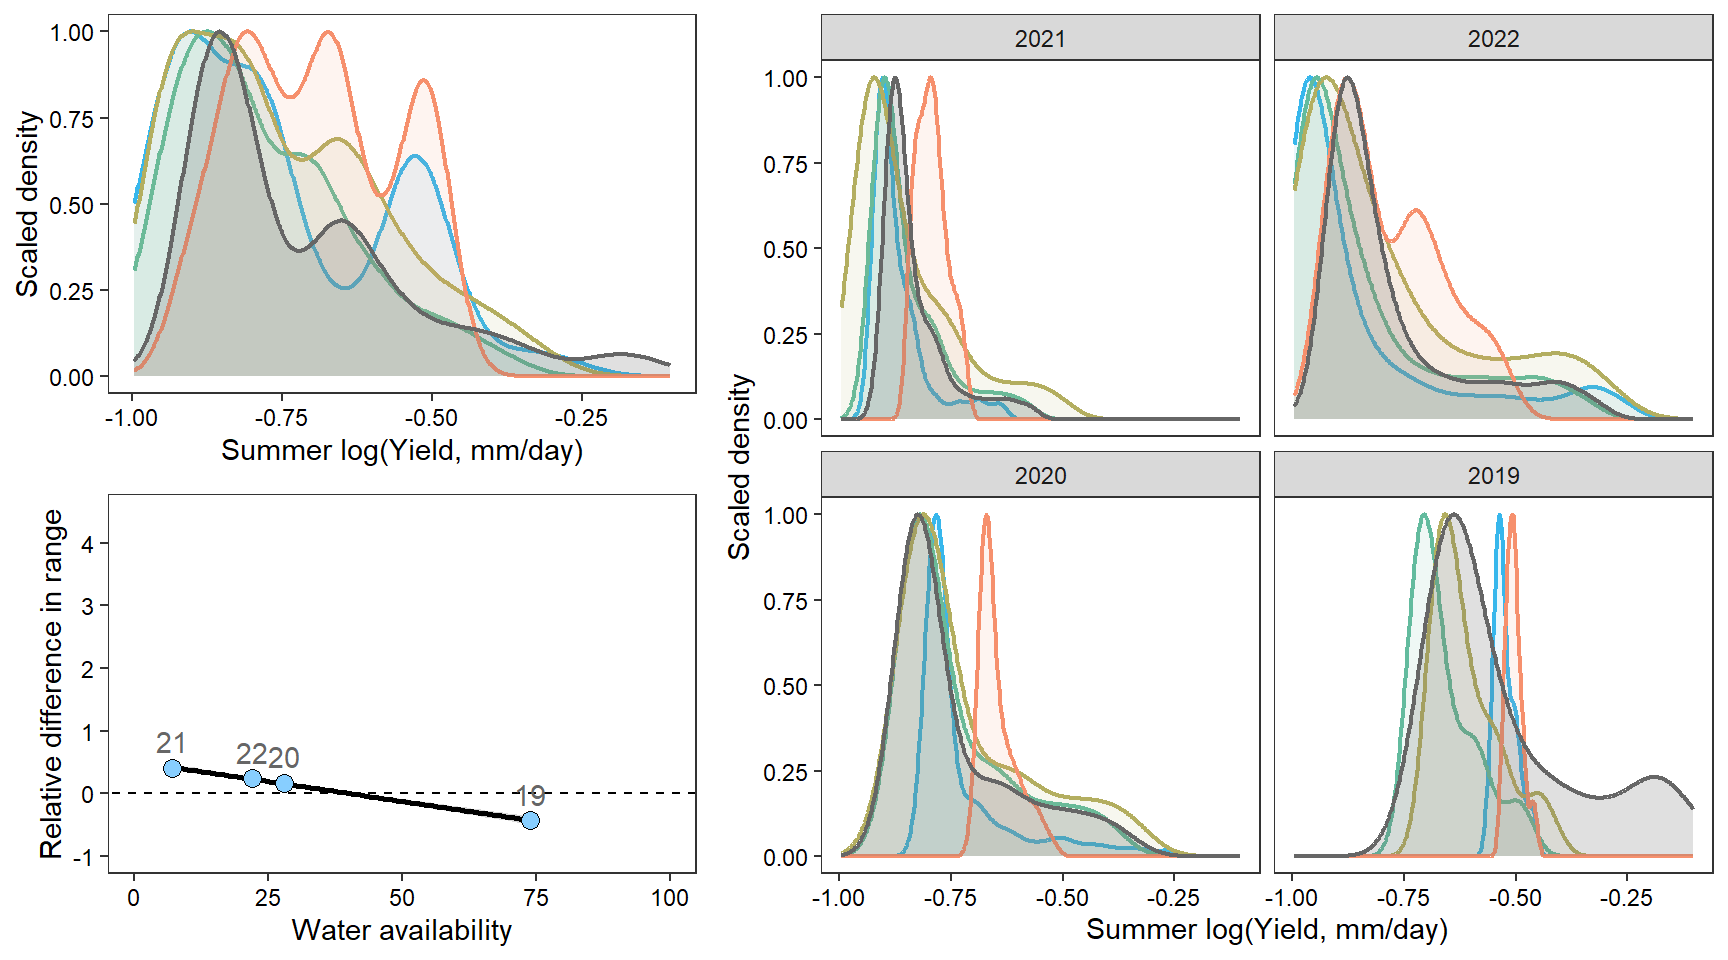 Scaled density
1.00
0.75
0.50
0.25
0.00
-1.00 -0.75 -0.50 -0.25
Summer log(Yield, mm/day)
Relative difference in range
4
3
2
1
0
-1
21 22 20 19
0 25 50 75 100
Water availability
Scaled density
2021 2022
1.00
0.75
0.50
0.25
0.00
2020 2019
1.00
0.75
0.50
0.25
0.00
-1.00 -0.75 -0.50 -0.25 -1.00 -0.75 -0.50 -0.25
Summer log(Yield, mm/day)